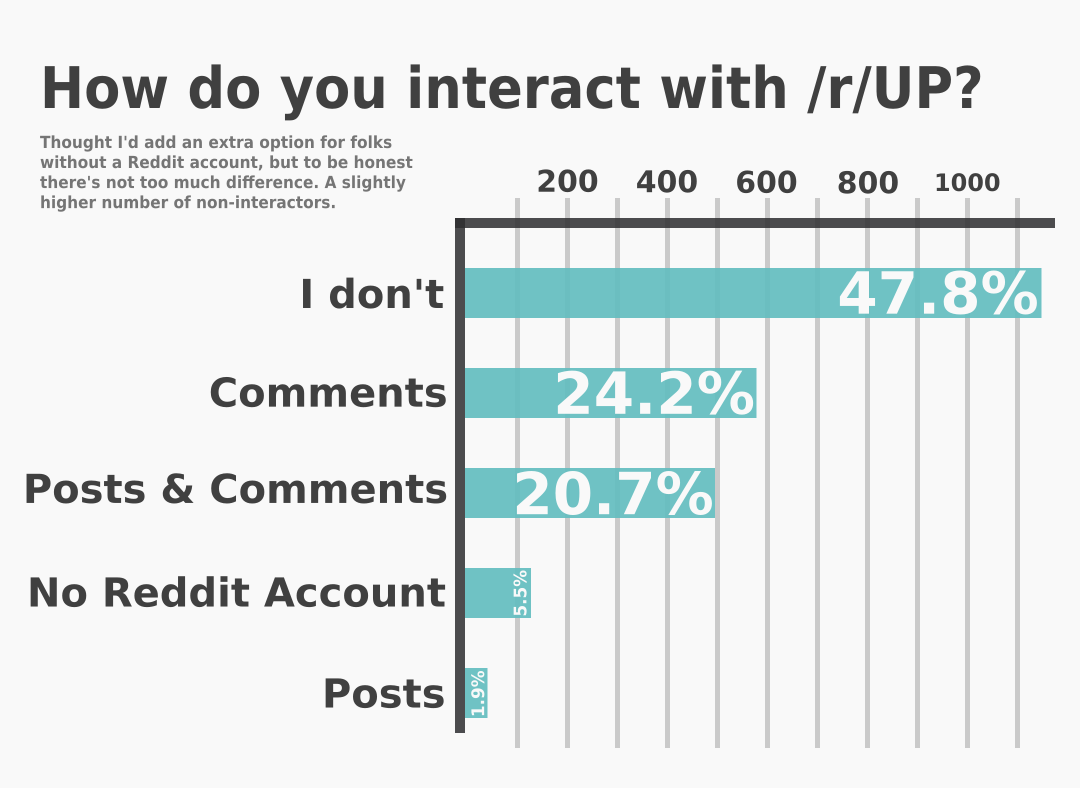 How do you interact with /r/UP?
Thought I'd add an extra option for folks
without a Reddit account, but to be honest
there's not too much difference. A slightly
higher number of non-interactors.
200 400 600 800 1000
I don't 47.8%
Comments 24.2%
Posts & Comments 20.7%
No Reddit Account 5.5%
Posts 1.9%